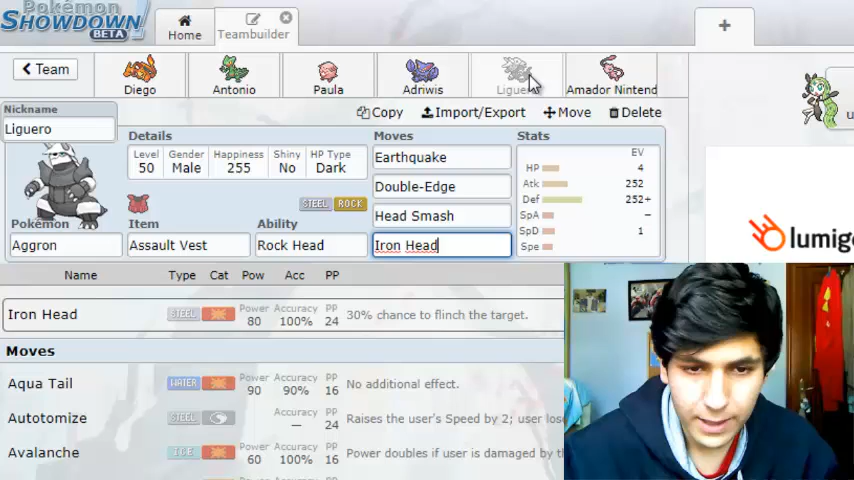 Pokémon
SHOWDOWN!
BETA
Home
Teambuilder
+
< Team
Diego
Antonio
Paula
Adriwis
Liguero
Amador Nintend
Nickname
Liguero
Copy
Import/Export
Move
Delete
Details
Level
50
Gender
Male
Happiness
255
Shiny
No
HP Type
Dark
STEEL
ROCK
Pokémon
Aggron
Item
Assault Vest
Ability
Rock Head
Moves
Earthquake
Double-Edge
Head Smash
Iron Head
Stats
EV
HP 4
Atk 252
Def 252+
SpA –
SpD 1
Spe
Name Type Cat Pow Acc PP
Iron Head STEEL Power 80 Accuracy 100% PP 24 30% chance to flinch the target.
Moves
Aqua Tail WATER Power 90 Accuracy 90% PP 16 No additional effect.
Autotomize STEEL Accuracy — PP 24 Raises the user's Speed by 2; user
Avalanche ICE Power 60 Accuracy 100% PP 16 Power doubles if user is damaged by